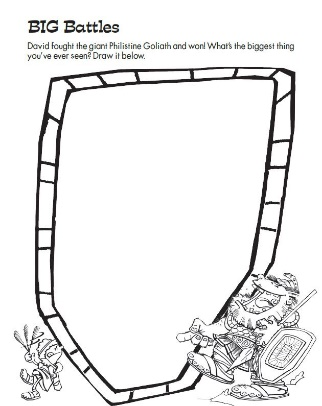 BIG Battles
David fought the giant Philistine Goliath and won! What's the biggest thing
you've ever seen? Draw it below.